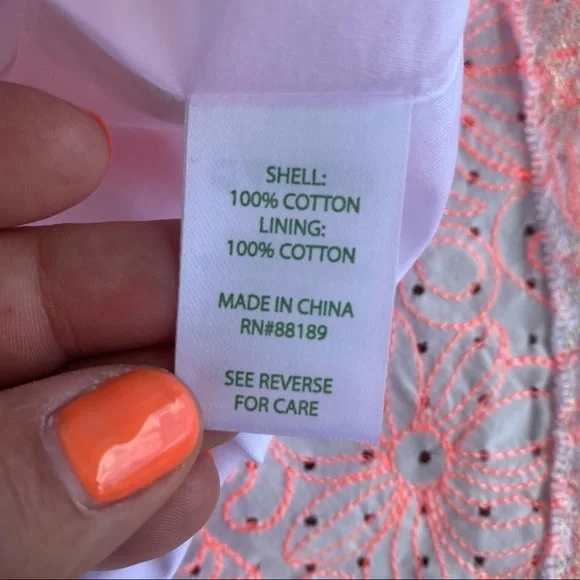 SHELL:
100% COTTON
LINING:
100% COTTON
MADE IN CHINA
RN#88189
SEE REVERSE
FOR CARE